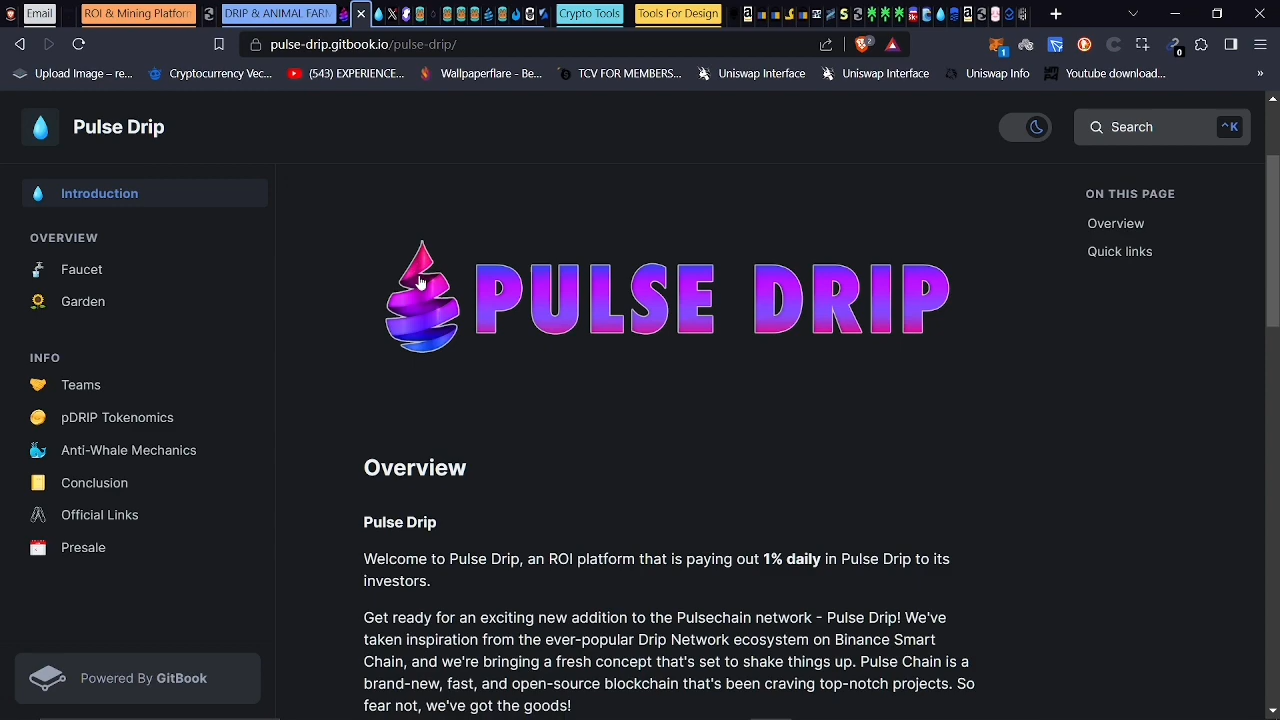 Email
ROI & Mining Platform
DRIP & ANIMAL FARM
Crypto Tools
Tools For Design
pulse-drip.gitbook.io/pulse-drip/
2
1
0
Upload Image – re...
Cryptocurrency Vec...
(543) EXPERIENCE...
Wallpaperflare - Be...
TCV FOR MEMBERS...
Uniswap Interface
Uniswap Interface
Uniswap Info
Youtube download...
»
Pulse Drip
Search
^K
Introduction
OVERVIEW
Faucet
Garden
INFO
Teams
pDRIP Tokenomics
Anti-Whale Mechanics
Conclusion
Official Links
Presale
Powered By GitBook
PULSE DRIP
Overview
Pulse Drip
Welcome to Pulse Drip, an ROI platform that is paying out 1% daily in Pulse Drip to its
investors.
Get ready for an exciting new addition to the Pulsechain network - Pulse Drip! We've
taken inspiration from the ever-popular Drip Network ecosystem on Binance Smart
Chain, and we're bringing a fresh concept that's set to shake things up. Pulse Chain is a
brand-new, fast, and open-source blockchain that's been craving top-notch projects. So
fear not, we've got the goods!
ON THIS PAGE
Overview
Quick links